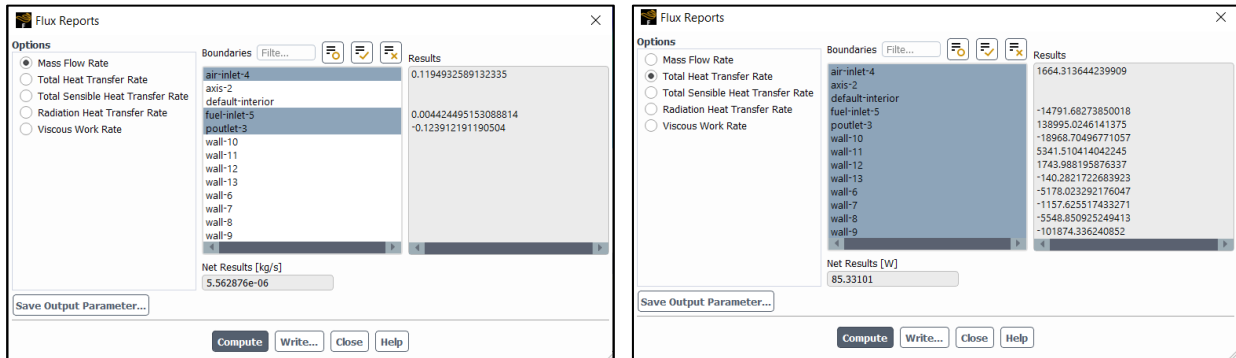 Flux Reports
Options
Mass Flow Rate
Total Heat Transfer Rate
Total Sensible Heat Transfer Rate
Radiation Heat Transfer Rate
Viscous Work Rate
Boundaries Filte...
air-inlet-4
axis-2
default-interior
fuel-inlet-5
poutlet-3
wall-10
wall-11
wall-12
wall-13
wall-6
wall-7
wall-8
wall-9
Results
0.1194932589132335
0.004424495153088814
-0.123912191190504
Net Results [kg/s]
5.562876e-06
Save Output Parameter...
Compute Write... Close Help
Flux Reports
Options
Mass Flow Rate
Total Heat Transfer Rate
Total Sensible Heat Transfer Rate
Radiation Heat Transfer Rate
Viscous Work Rate
Boundaries Filte...
air-inlet-4
axis-2
default-interior
fuel-inlet-5
poutlet-3
wall-10
wall-11
wall-12
wall-13
wall-6
wall-7
wall-8
wall-9
Results
1664.313644239909
-14791.68273850018
138995.0246141375
-18968.70496771057
5341.510414042245
1743.988195876337
-140.2821722683923
-5178.023292176047
-1157.625517433271
-5548.850925249413
-101874.336240852
Net Results [W]
85.33101
Save Output Parameter...
Compute Write... Close Help